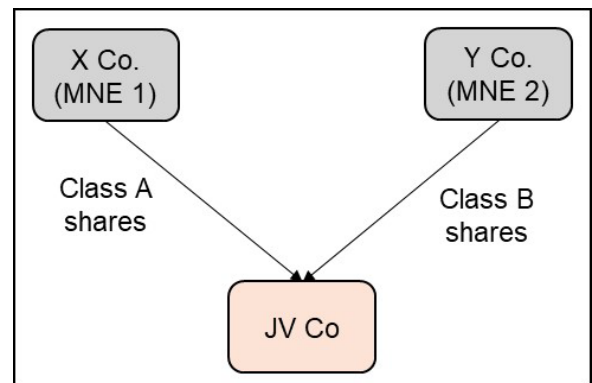 X Co.
(MNE 1)
Y Co.
(MNE 2)
Class A
shares
Class B
shares
JV Co